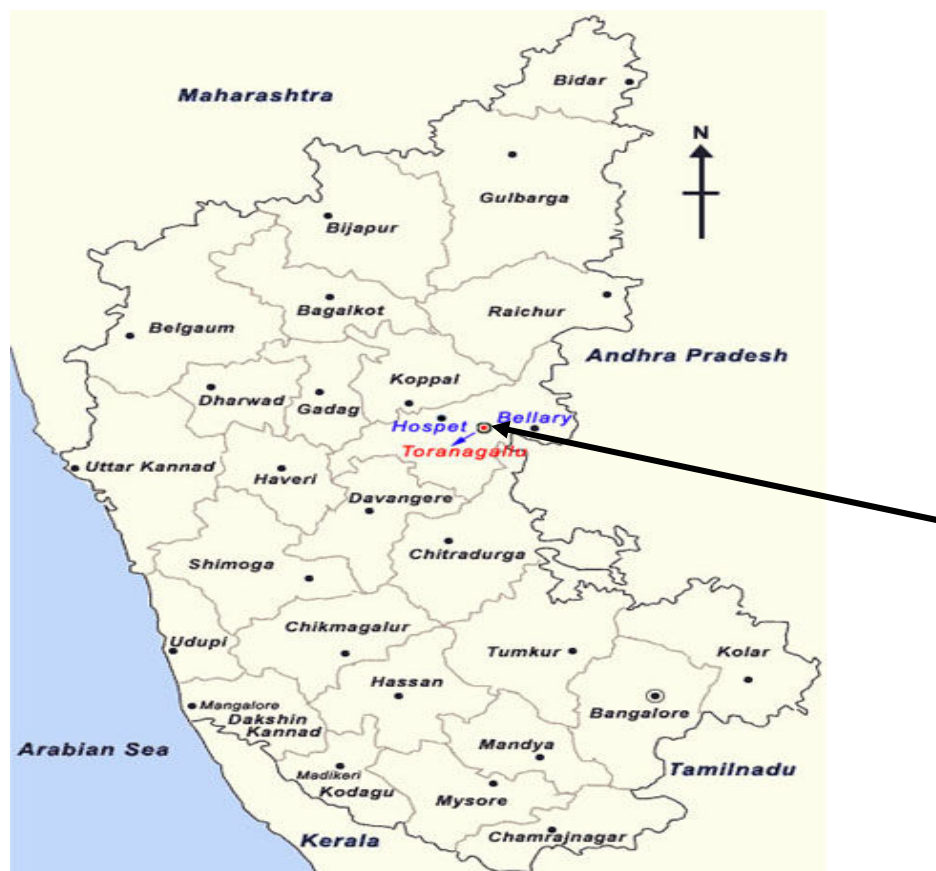 Bidar
Maharashtra
N
Gulbarga
Bijapur
Bagalkot
Raichur
Belgaum
Andhra Pradesh
Koppal
Dharwad
Gadag
Bellary
Hospet
Toranagallu
Uttar Kannad
Haveri
Davangere
Chitradurga
Shimoga
Chikmagalur
Udupi
Tumkur
Kolar
Hassan
Mangalore
Bangalore
Dakshin
Kannad
Mandya
Arabian Sea
Tamilnadu
Madikeri
Kodagu
Mysore
Kerala
Chamrajnagar